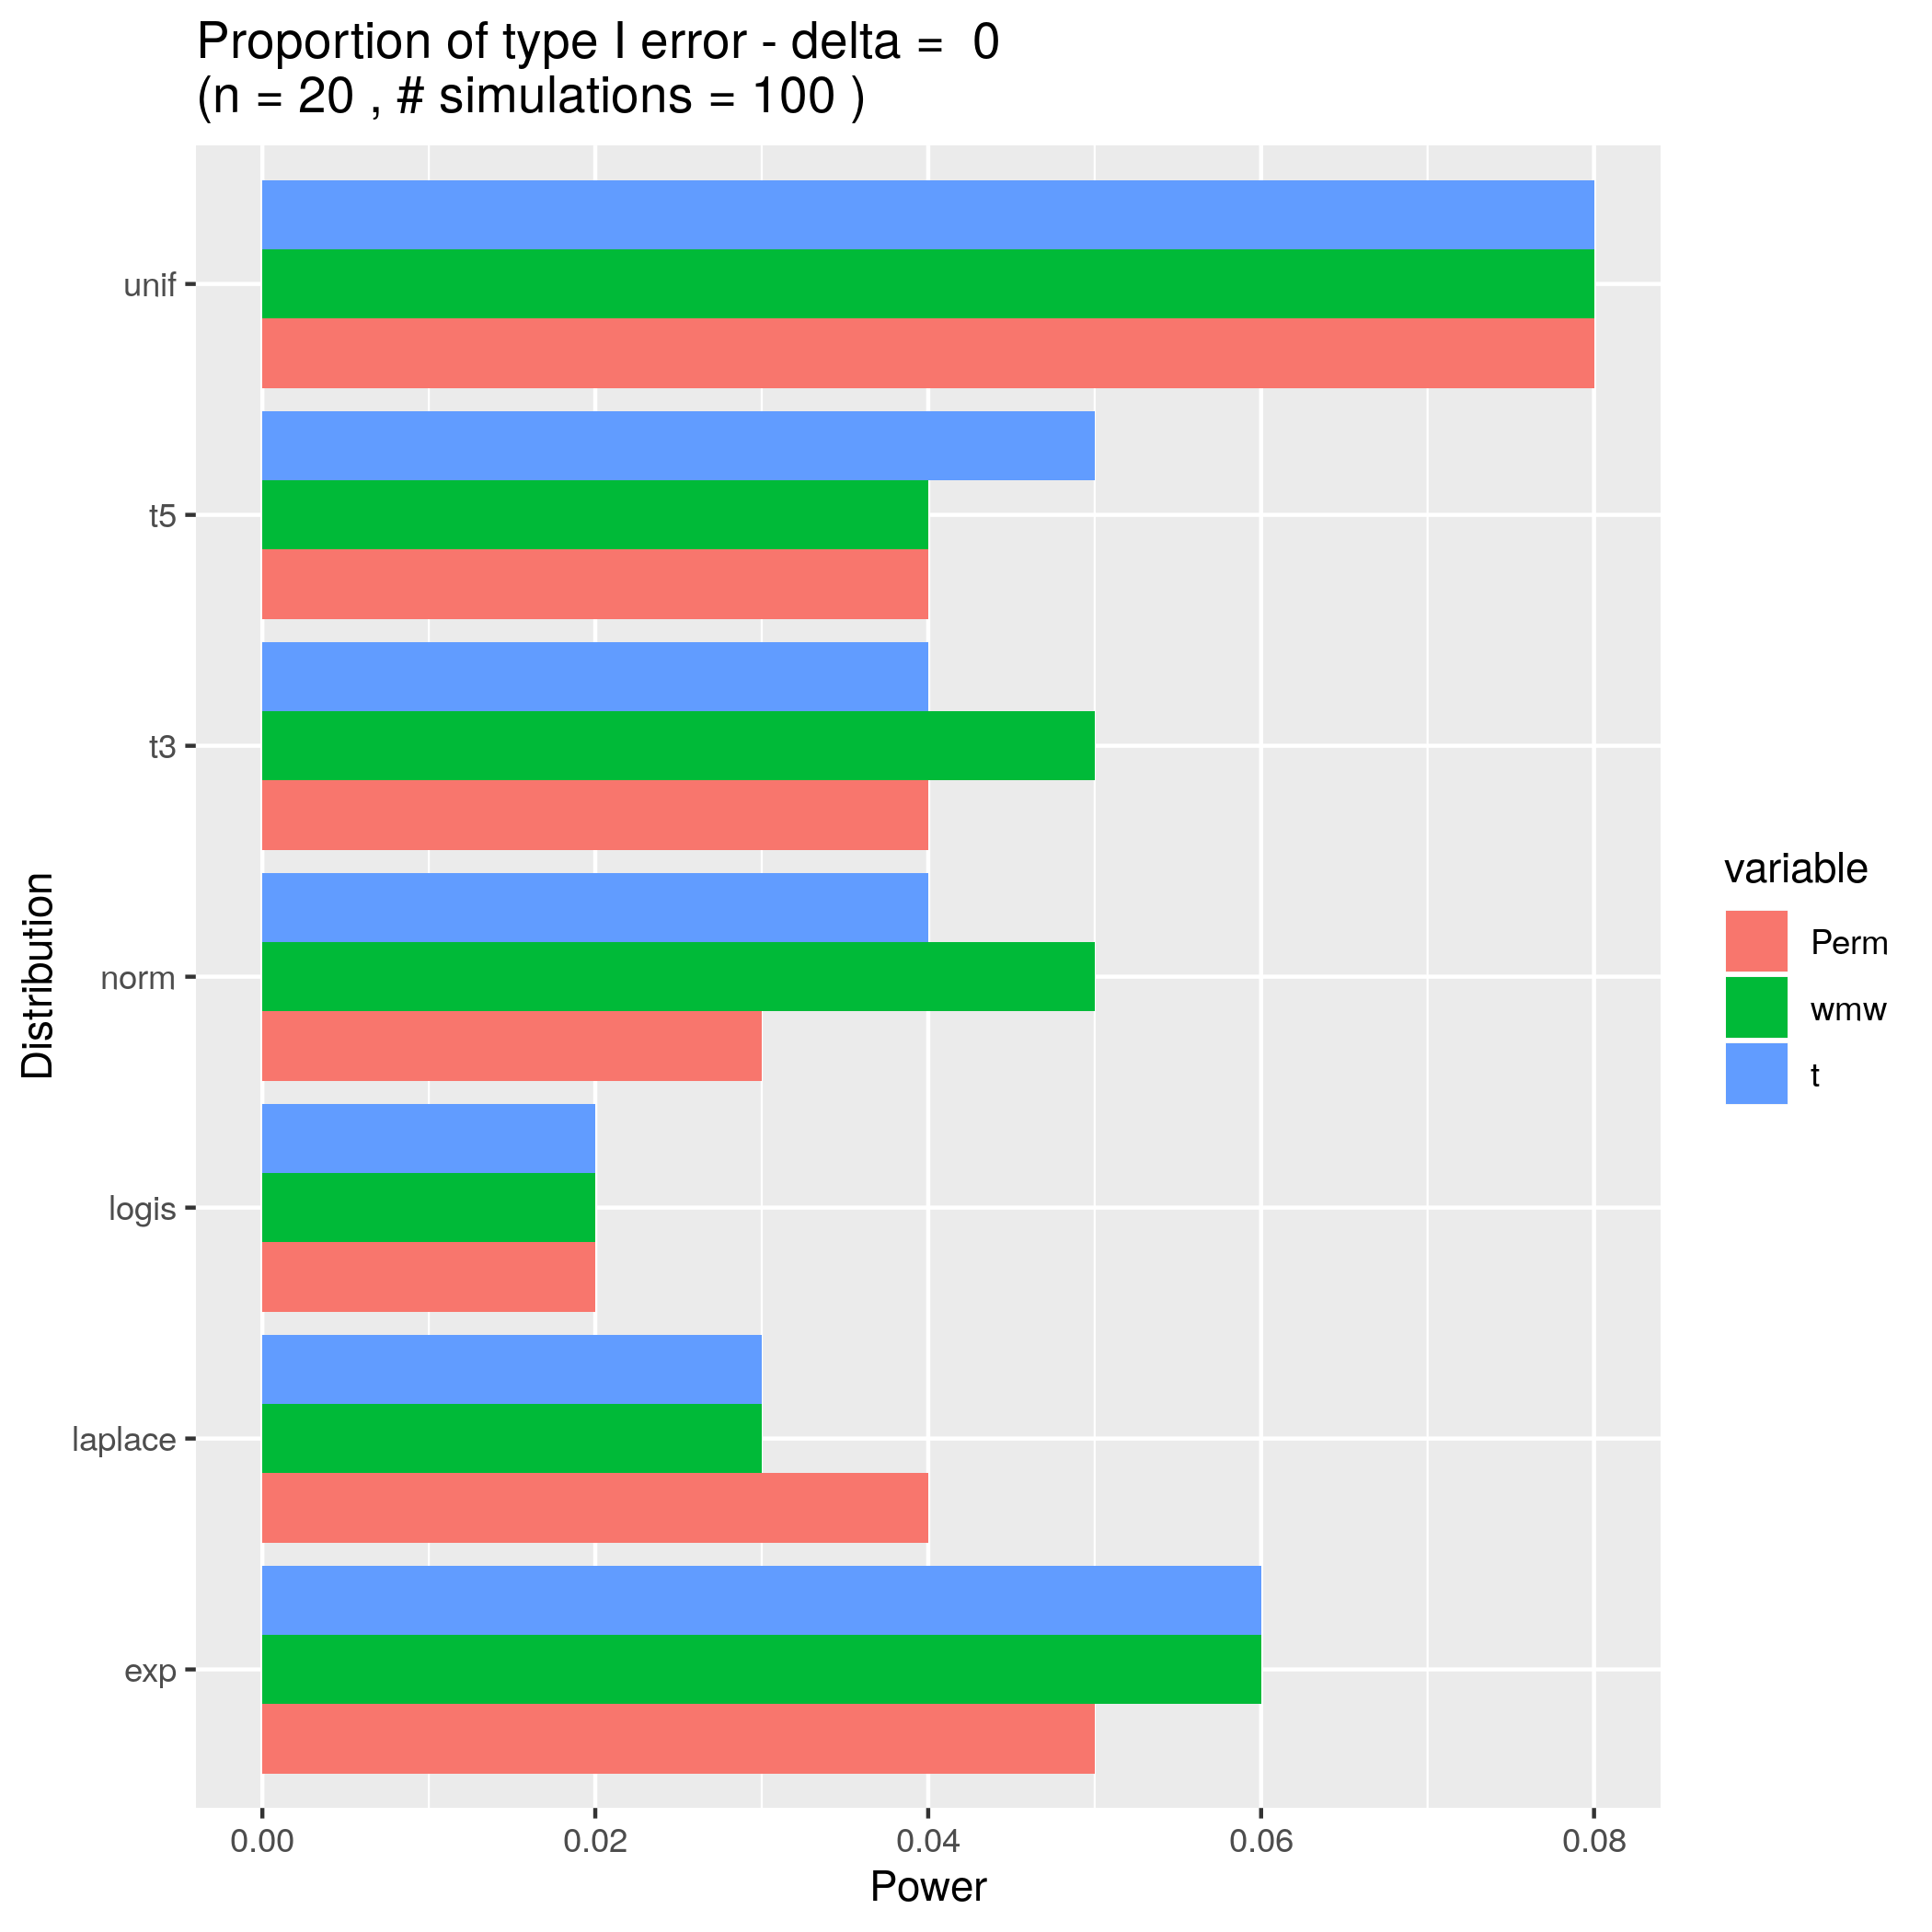 Proportion of type I error - delta =  0
(n = 20 , # simulations = 100 )
Distribution
unif
t5
t3
norm
logis
laplace
exp
0.00
0.02
0.04
0.06
0.08
Power
variable
Perm
wmw
t